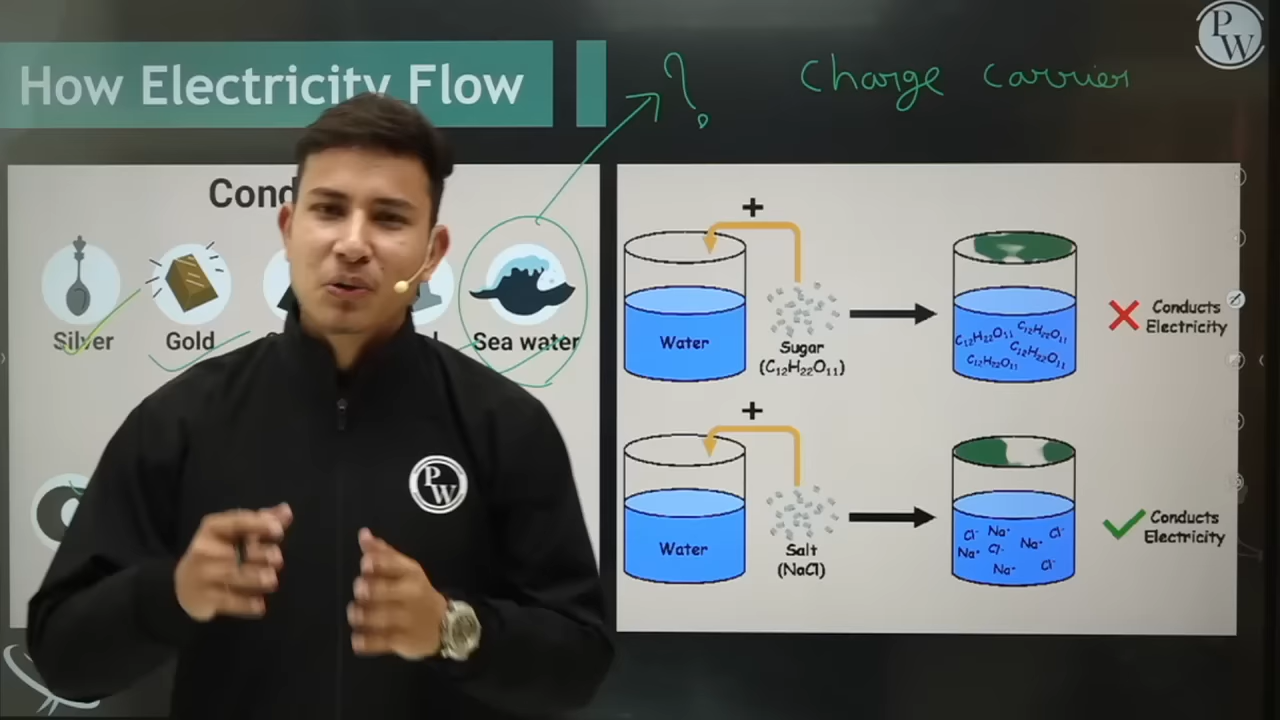 How Electricity Flow
Charge carrier
PW
Cond
Silver
Gold
Sea water
+
Water
Sugar
(C₁₂H₂₂O₁₁)
C₁₂H₂₂O₁₁ C₁₂H₂₂O₁₁
C₁₂H₂₂O₁₁
C₁₂H₂₂O₁₁
Conducts
Electricity
+
Water
Salt
(NaCl)
Cl⁻ Na⁺ Cl⁻
Na⁺ Cl⁻ Na⁺
Na⁺ Cl⁻
Conducts
Electricity
PW